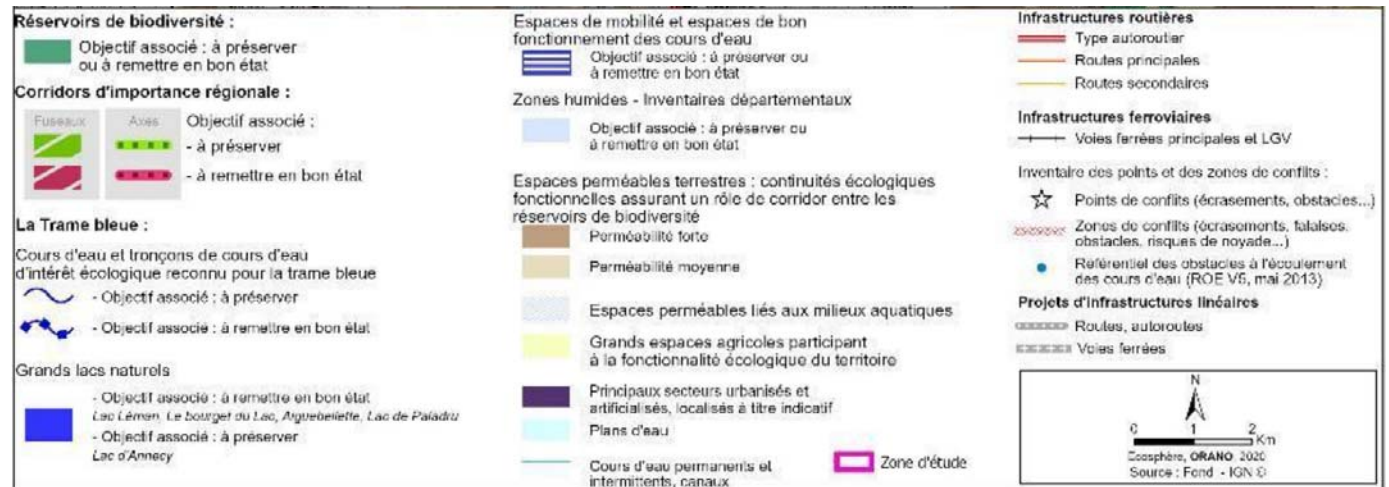 Réservoirs de biodiversité :
Objectif associé : à préserver
ou à remettre en bon état
Corridors d'importance régionale :
Fuseaux
Axes
Objectif associé :
- à préserver
- à remettre en bon état
La Trame bleue :
Cours d'eau et tronçons de cours d'eau
d'intérêt écologique reconnu pour la trame bleue
- Objectif associé : à préserver
- Objectif associé : à remettre en bon état
Grands lacs naturels
- Objectif associé : à remettre en bon état
Lac Léman, Le bourget du Lac, Aiguebelette, Lac de Paladru
- Objectif associé : à préserver
Lac d'Annecy
Espaces de mobilité et espaces de bon
fonctionnement des cours d'eau
Objectif associé : à préserver ou
à remettre en bon état
Zones humides - Inventaires départementaux
Objectif associé : à préserver ou
à remettre en bon état
Espaces perméables terrestres : continuités écologiques
fonctionnelles assurant un rôle de corridor entre les
réservoirs de biodiversité
Perméabilité forte
Perméabilité moyenne
Espaces perméables liés aux milieux aquatiques
Grands espaces agricoles participant
à la fonctionnalité écologique du territoire
Principaux secteurs urbanisés et
artificialisés, localisés à titre indicatif
Plans d'eau
Cours d'eau permanents et
intermittents, canaux
Zone d'étude
Infrastructures routières
Type autoroutier
Routes principales
Routes secondaires
Infrastructures ferroviaires
Voies ferrées principales et LGV
Inventaire des points et des zones de conflits :
Points de conflits (écrasements, obstacles...)
Zones de conflits (écrasements, falaises,
obstacles, risques de noyade...)
Référentiel des obstacles à l'écoulement
des cours d'eau (ROE V5, mai 2013)
Projets d'infrastructures linéaires
Routes, autoroutes
Voies ferrées
N
0 1 2
Km
Ecosphère, ORANO, 2020
Source : Fond - IGN ©